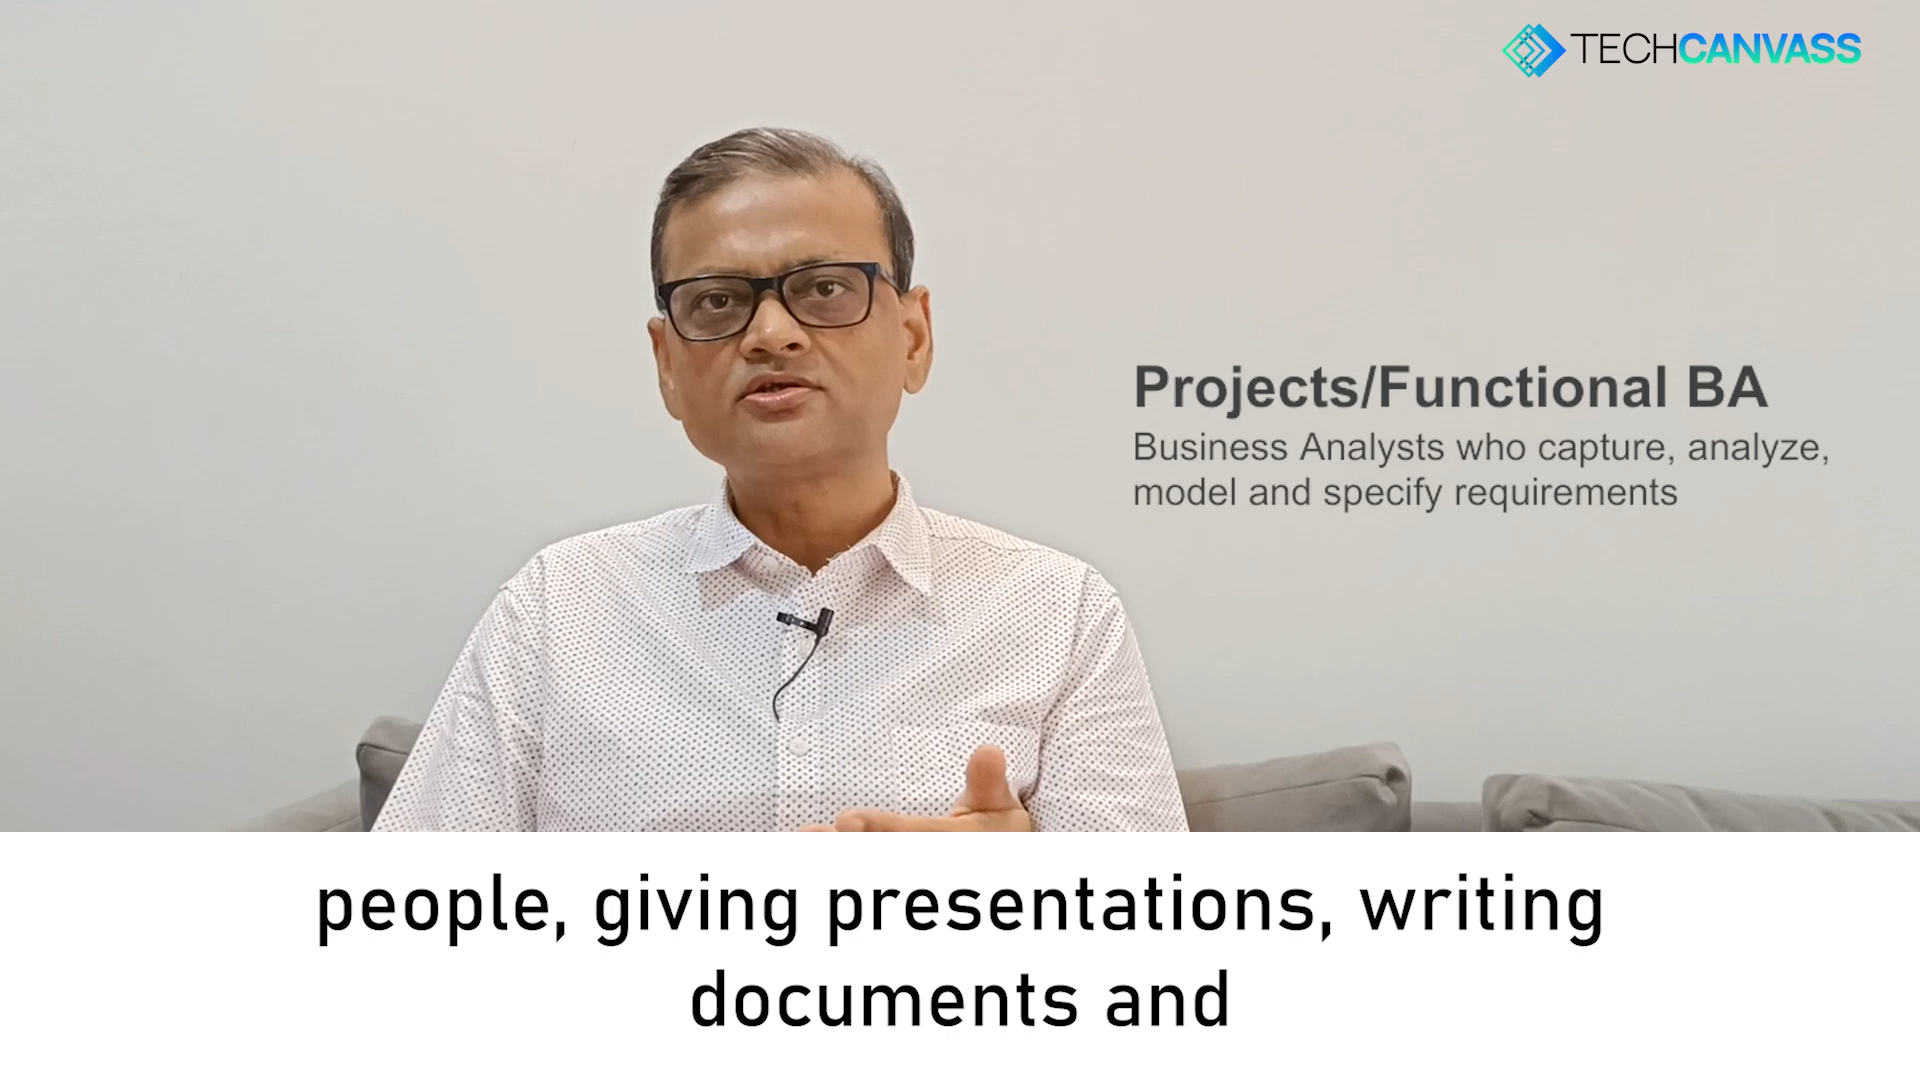 TECHCANVASS
Projects/Functional BA
Business Analysts who capture, analyze,
model and specify requirements
people, giving presentations, writing
documents and